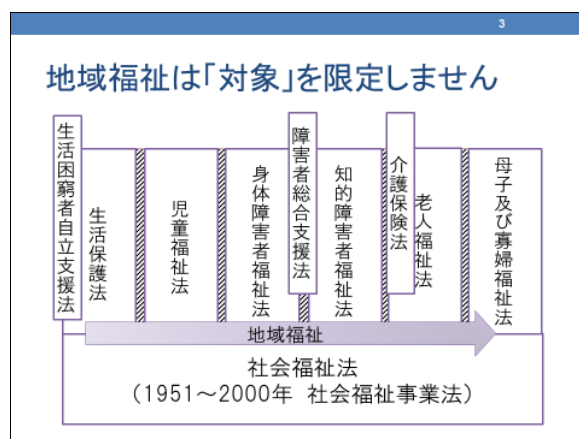 3
地域福祉は「対象」を限定しません
生活困窮者自立支援法
生活保護法
児童福祉法
身体障害者福祉法
障害者総合支援法
知的障害者福祉法
介護保険法
老人福祉法
母子及び寡婦福祉法
地域福祉
社会福祉法
（1951～2000年 社会福祉事業法）